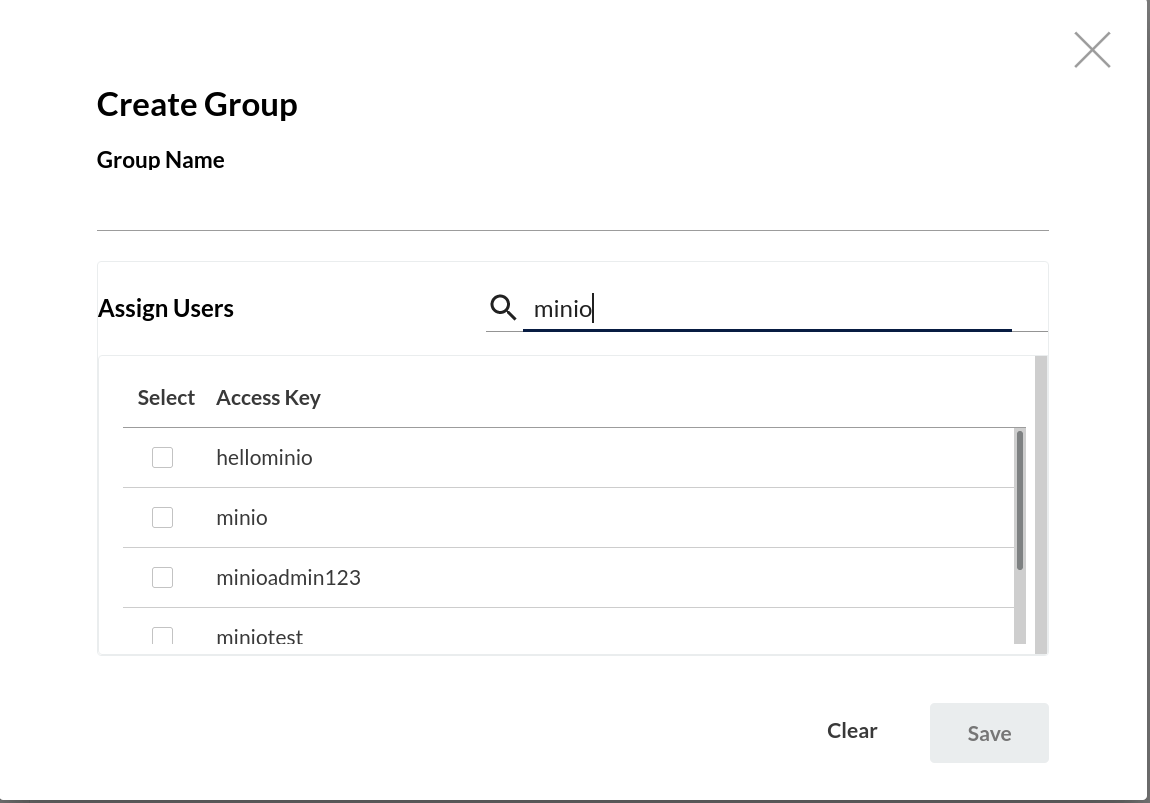 Create Group
Group Name
Assign Users
minio
Select Access Key
hellominio
minio
minioadmin123
miniotest
Clear Save